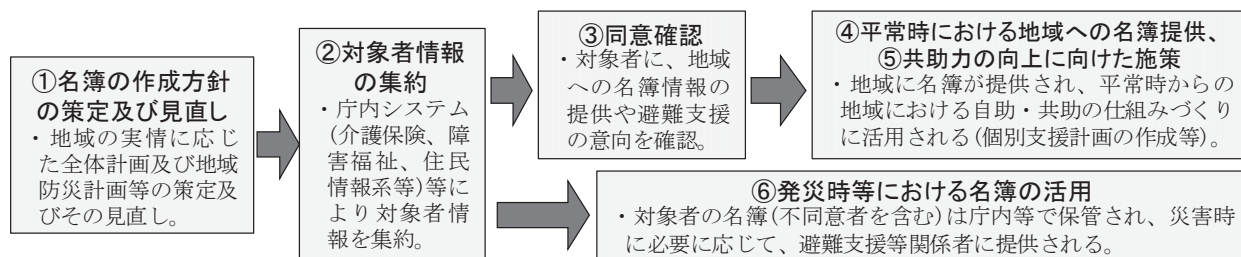 ①名簿の作成方針
の策定及び見直し
・地域の実情に応じ
た全体計画及び地域
防災計画等の策定及
びその見直し。
②対象者情報
の集約
・庁内システム
(介護保険、障
害福祉、住民
情報系等)等に
より対象者情
報を集約。
③同意確認
・対象者に、地域
への名簿情報の
提供や避難支援
の意向を確認。
④平常時における地域への名簿提供、
⑤共助力の向上に向けた施策
・地域に名簿が提供され、平常時からの
地域における自助・共助の仕組みづくり
に活用される(個別支援計画の作成等)。
⑥発災時等における名簿の活用
・対象者の名簿(不同意者を含む)は庁内等で保管され、災害時
に必要に応じて、避難支援等関係者に提供される。